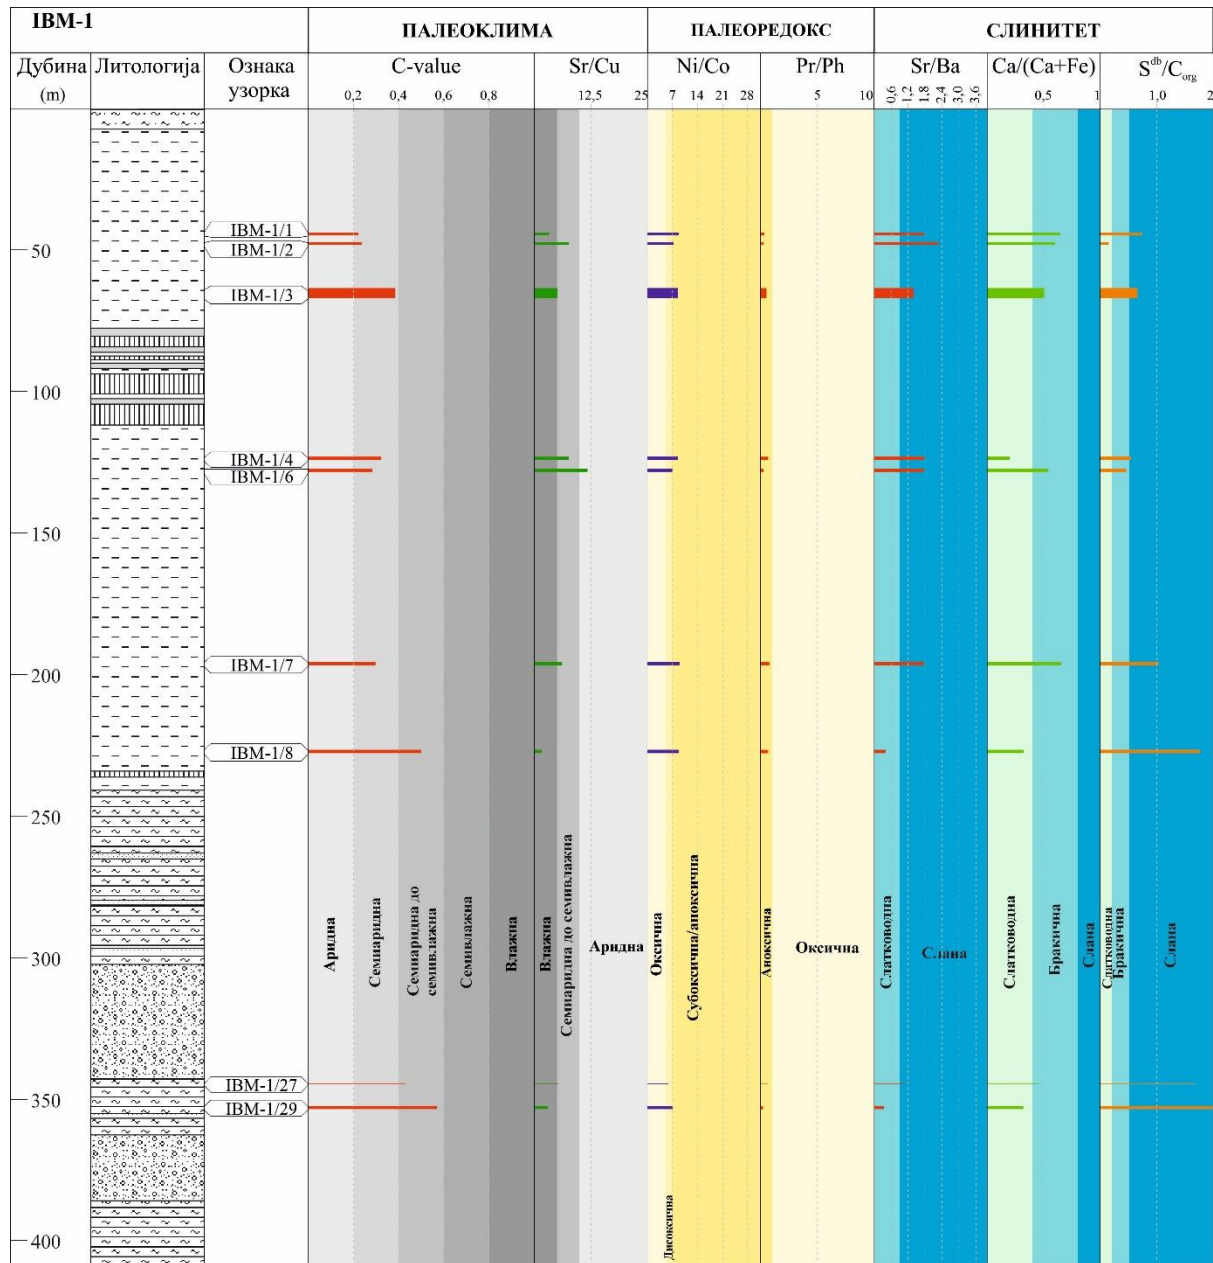 IBM-1
ПАЛЕОКЛИМА
ПАЛЕОРЕДОКС
СЛИНИТЕТ
Дубина
(m)
Литологија
Ознака
узорка
C-value
Sr/Cu
Ni/Co
Pr/Ph
Sr/Ba
Ca/(Ca+Fe)
S^db/C_org
0,2 0,4 0,6 0,8
12,5 25
7 14 21 28
5 10
0,6 1,2 1,8 2,4 3,0 3,6
0,5 1
1,0 2
IBM-1/1
50
IBM-1/2
IBM-1/3
100
IBM-1/4
IBM-1/6
150
200
IBM-1/7
IBM-1/8
250
300
IBM-1/27
350
IBM-1/29
400
Аридна
Семиаридна
Семиаридна до
семивлажна
Семивлажна
Влажна
Влажна
Семиаридна до семивлажна
Аридна
Оксична
Дисоксична
Субоксична/аноксична
Аноксична
Оксична
Слатководна
Слана
Слатководна
Бракична
Слана
Слатководна
Бракична
Слана